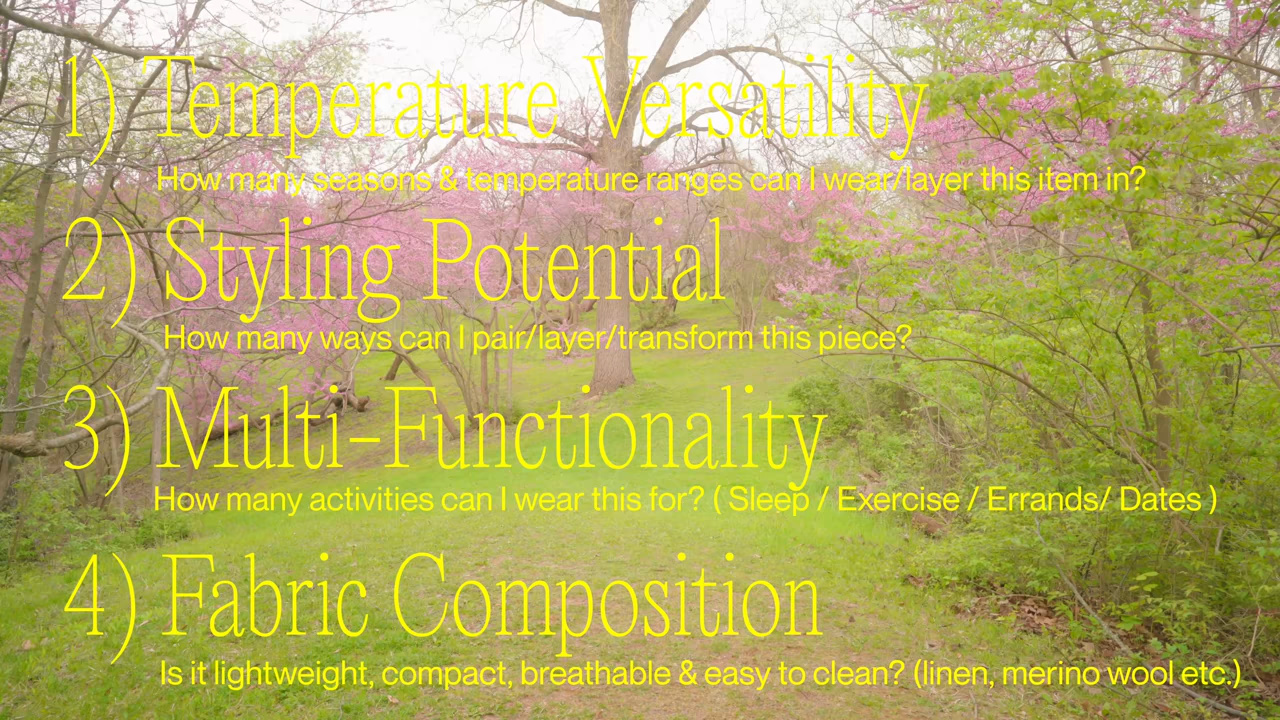 1) Temperature Versatility
How many seasons & temperature ranges can I wear/layer this item in?
2) Styling Potential
How many ways can I pair/layer/transform this piece?
3) Multi-Functionality
How many activities can I wear this for? ( Sleep / Exercise / Errands/ Dates )
4) Fabric Composition
Is it lightweight, compact, breathable & easy to clean? (linen, merino wool etc.)